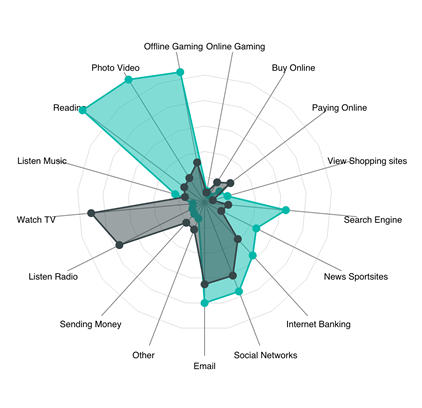 Offline Gaming
Online Gaming
Photo Video
Buy Online
Reading
Paying Online
Listen Music
View Shopping sites
Watch TV
Search Engine
Listen Radio
News Sportsites
Sending Money
Internet Banking
Other
Social Networks
Email